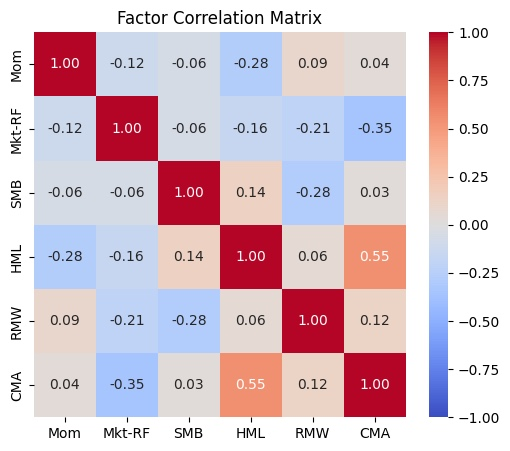 Factor Correlation Matrix
Mom 1.00 -0.12 -0.06 -0.28 0.09 0.04
Mkt-RF -0.12 1.00 -0.06 -0.16 -0.21 -0.35
SMB -0.06 -0.06 1.00 0.14 -0.28 0.03
HML -0.28 -0.16 0.14 1.00 0.06 0.55
RMW 0.09 -0.21 -0.28 0.06 1.00 0.12
CMA 0.04 -0.35 0.03 0.55 0.12 1.00
Mom Mkt-RF SMB HML RMW CMA
1.00
0.75
0.50
0.25
0.00
-0.25
-0.50
-0.75
-1.00